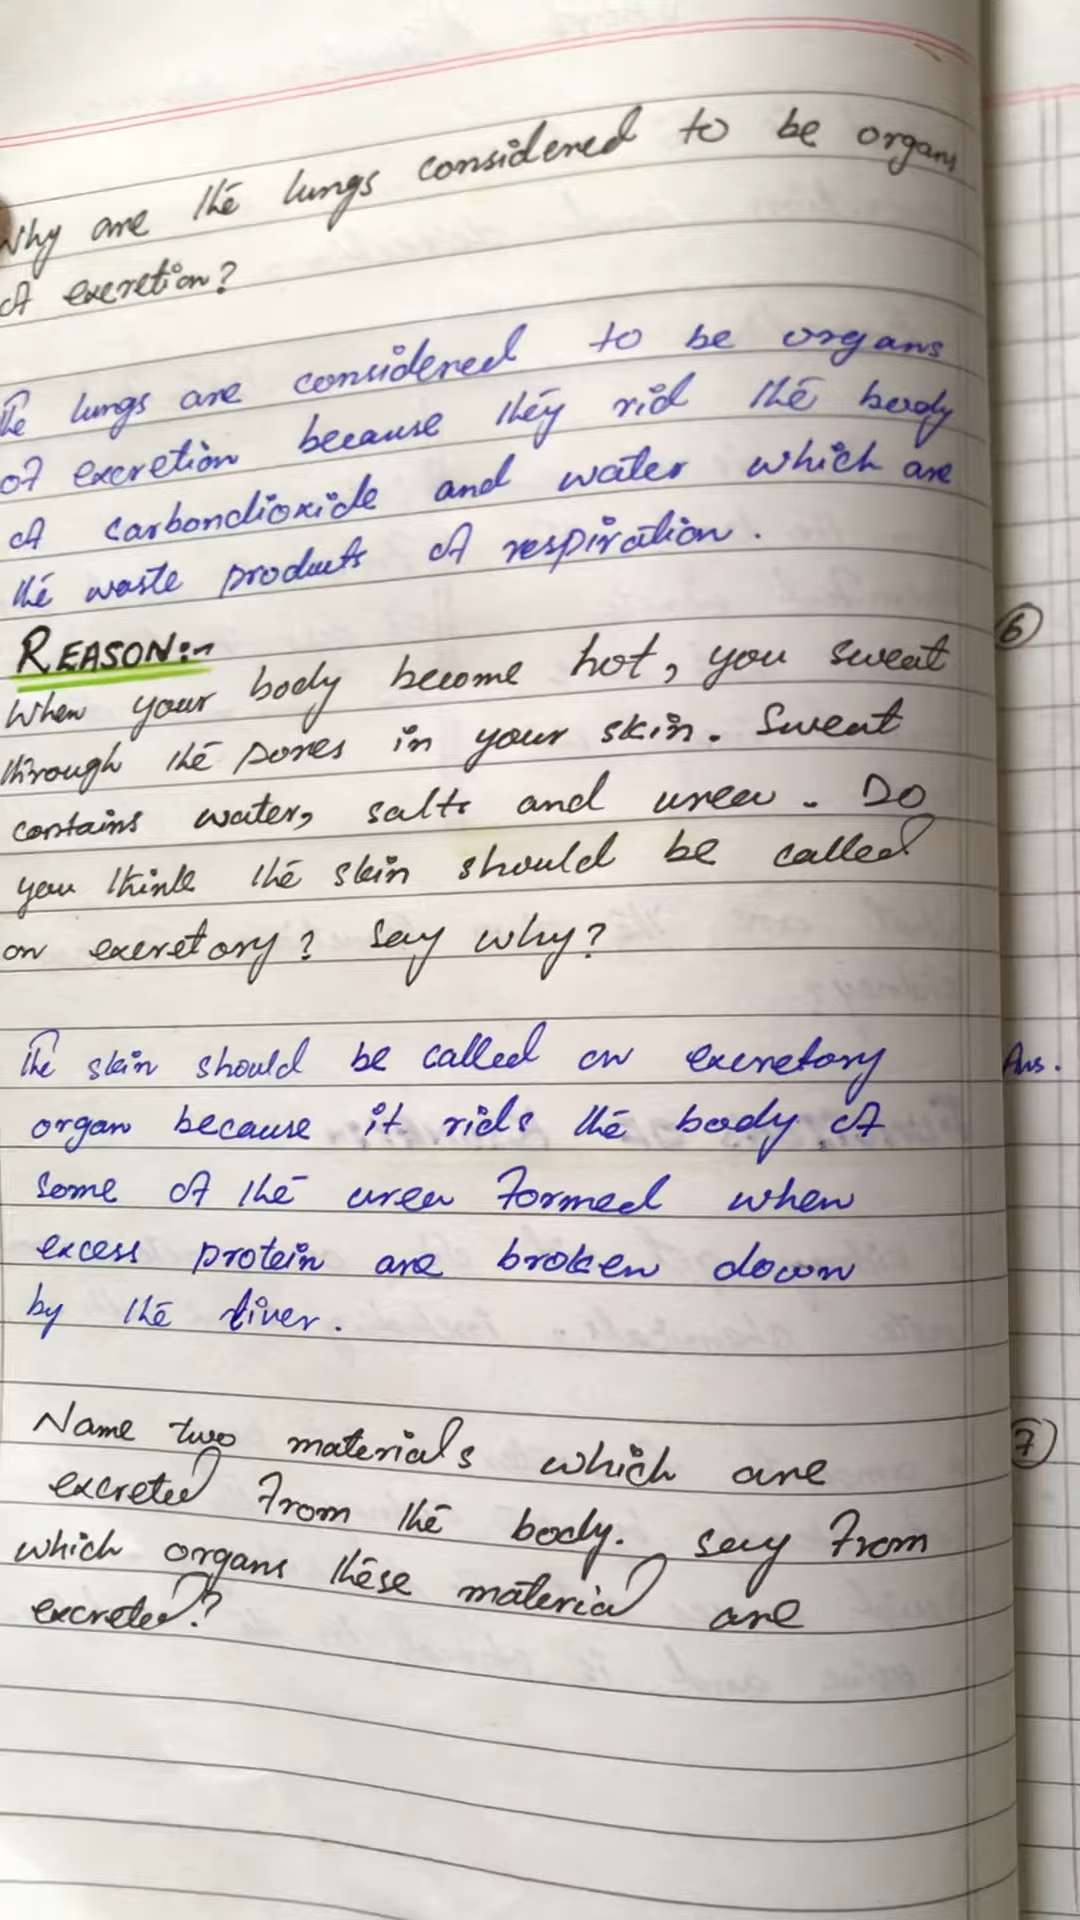 Why are the lungs considered to be organs
of excretion?
The lungs are considered to be organs
of excretion because they rid the body
of carbondioxide and water which are
the waste products of respiration.
REASON:-
When your body become hot, you sweat
through the pores in your skin. Sweat
contains water, salts and urea. Do
you think the skin should be called
an excretory? Say why?
The skin should be called an excretory
organ because it rids the body of
some of the urea formed when
excess protein are broken down
by the liver.
Name two materials which are
excreted from the body. Say from
which organs these material are
excreted?
6
Ans.
7